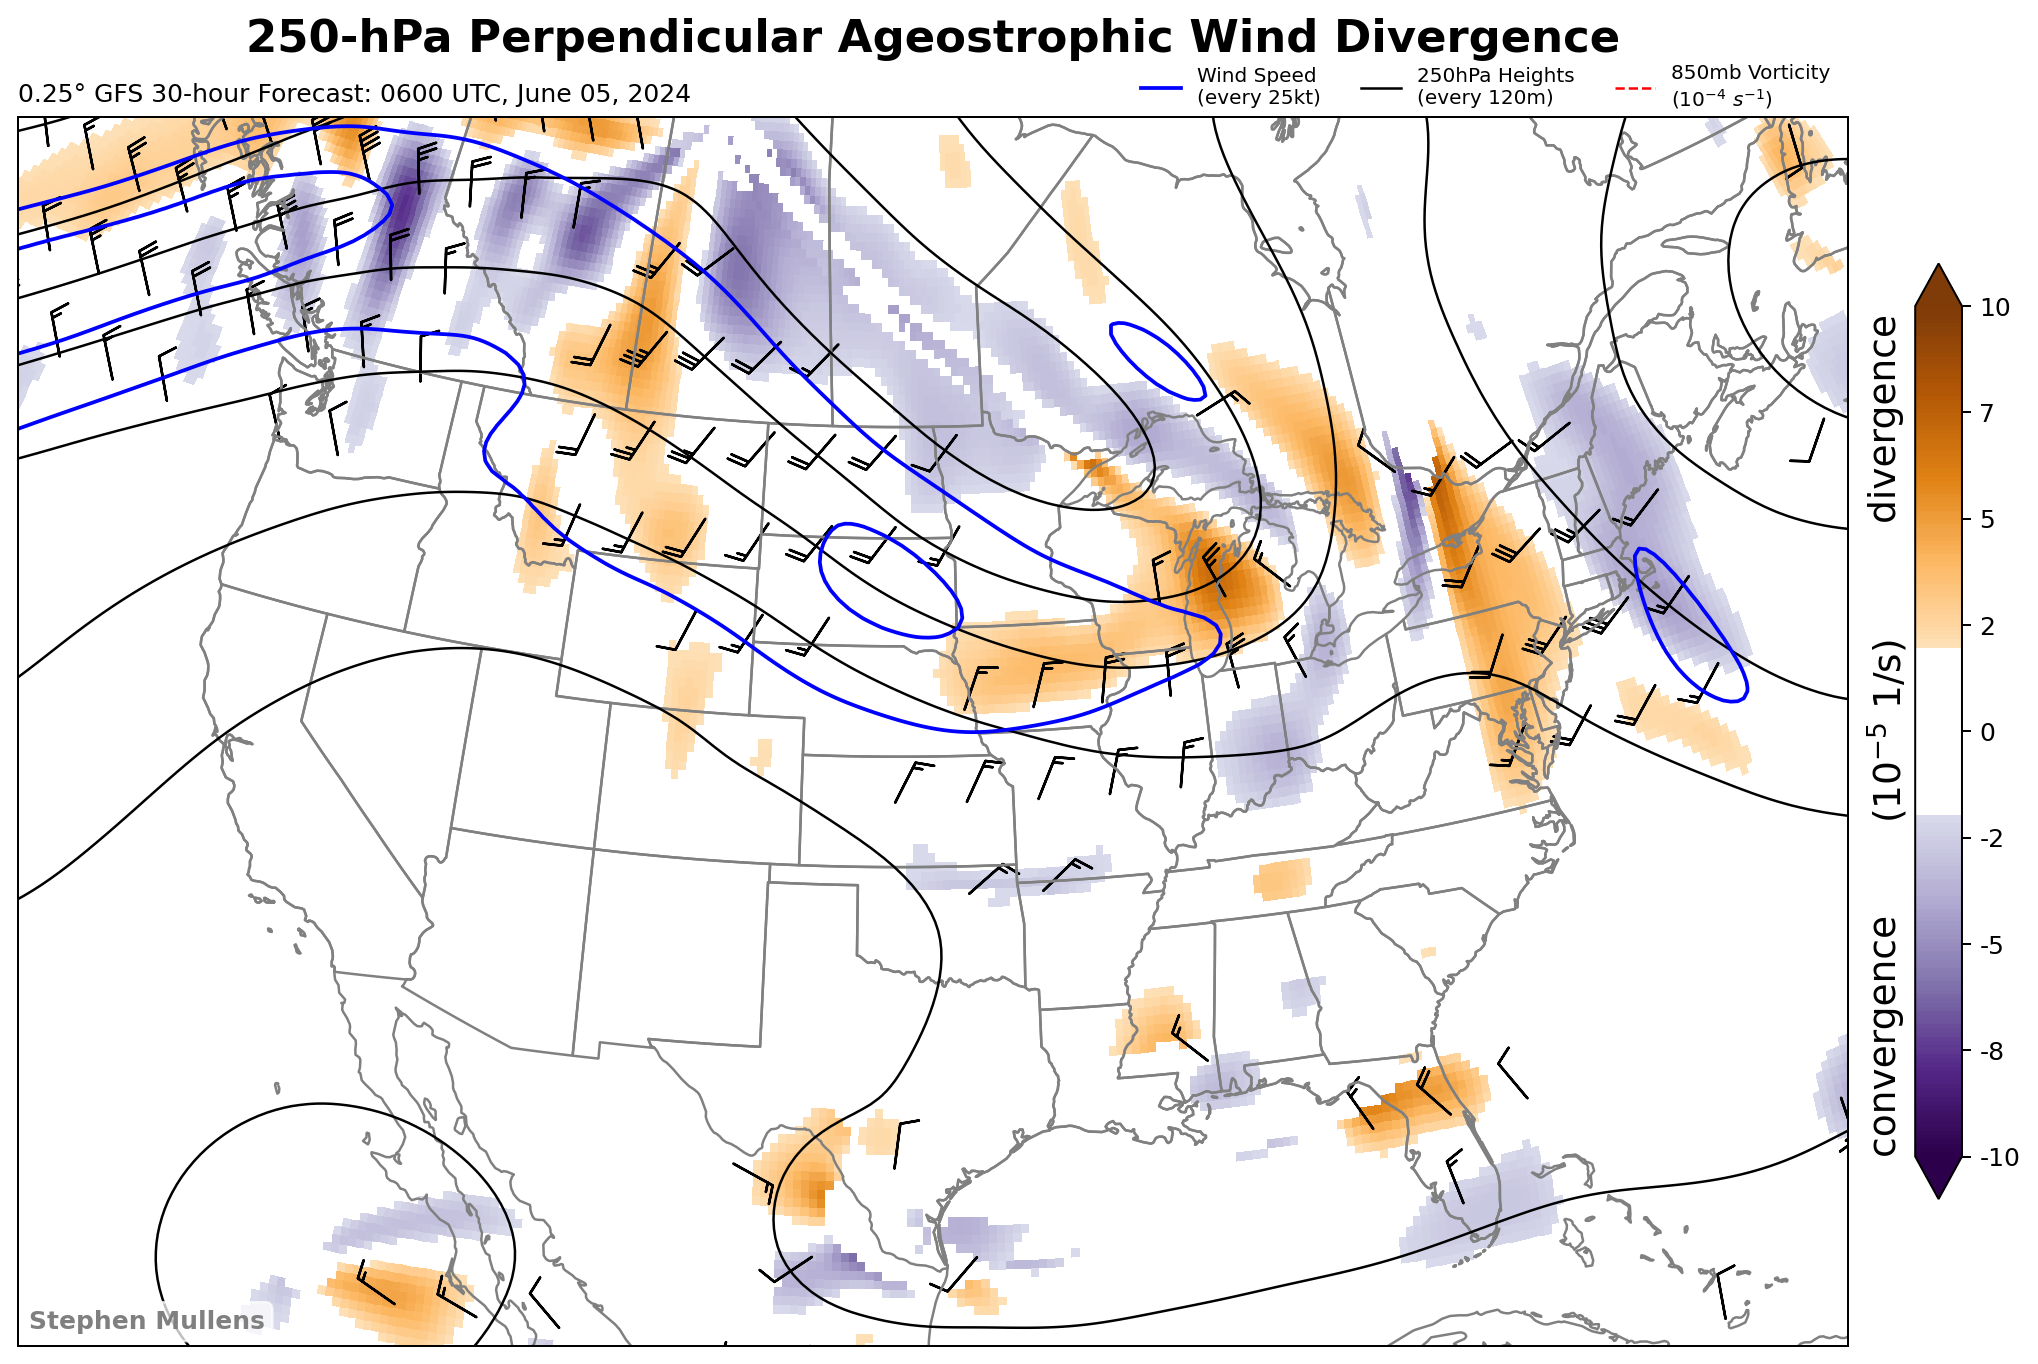 250-hPa Perpendicular Ageostrophic Wind Divergence
0.25° GFS 30-hour Forecast: 0600 UTC, June 05, 2024
Wind Speed
(every 25kt)
250hPa Heights
(every 120m)
850mb Vorticity
(10⁻⁴ s⁻¹)
10
7
5
2
0
-2
-5
-8
-10
convergence (10⁻⁵ 1/s) divergence
Stephen Mullens